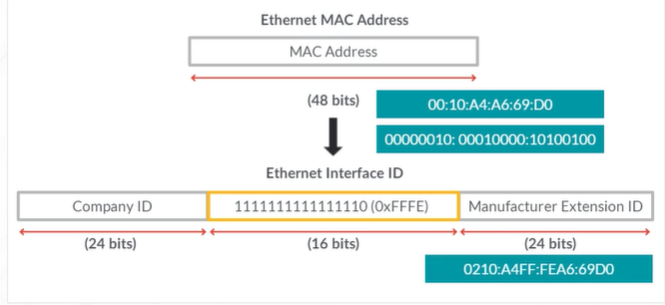 Ethernet MAC Address
MAC Address
(48 bits)
00:10:A4:A6:69:D0
00000010: 00010000:10100100
Ethernet Interface ID
Company ID
1111111111111110 (0xFFFE)
Manufacturer Extension ID
(24 bits)
(16 bits)
(24 bits)
0210:A4FF:FEA6:69D0